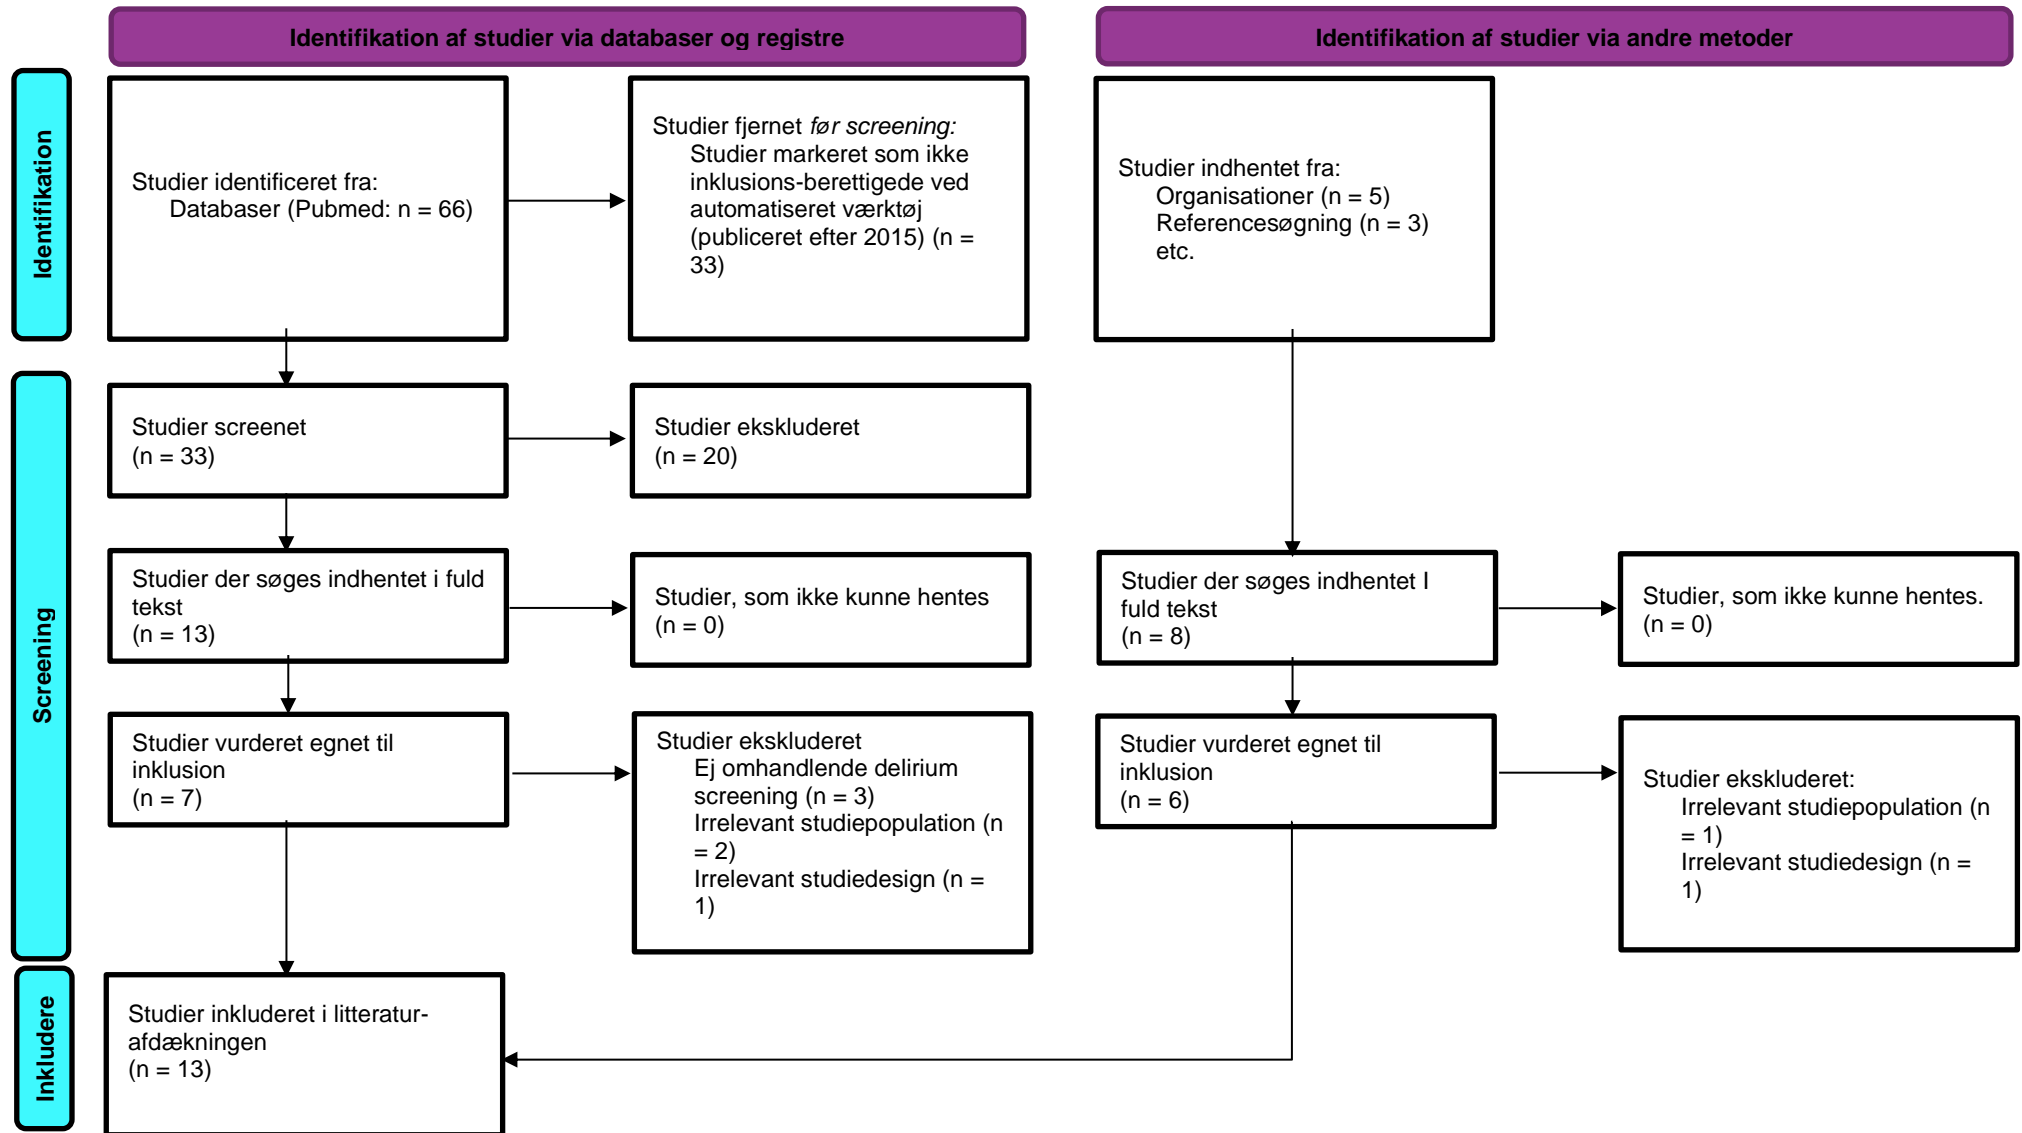 Identifikation af studier via databaser og registre
Identifikation af studier via andre metoder
Identifikation
Studier identificeret fra:
Databaser (Pubmed: n = 66)
Studier fjernet før screening:
Studier markeret som ikke
inklusions-berettigede ved
automatiseret værktøj
(publiceret efter 2015) (n =
33)
Studier indhentet fra:
Organisationer (n = 5)
Referencesøgning (n = 3)
etc.
Screening
Studier screenet
(n = 33)
Studier ekskluderet
(n = 20)
Studier der søges indhentet i fuld
tekst
(n = 13)
Studier, som ikke kunne hentes
(n = 0)
Studier der søges indhentet I
fuld tekst
(n = 8)
Studier, som ikke kunne hentes.
(n = 0)
Studier vurderet egnet til
inklusion
(n = 7)
Studier ekskluderet
Ej omhandlende delirium
screening (n = 3)
Irrelevant studiepopulation (n
= 2)
Irrelevant studiedesign (n =
1)
Studier vurderet egnet til
inklusion
(n = 6)
Studier ekskluderet:
Irrelevant studiepopulation (n
= 1)
Irrelevant studiedesign (n =
1)
Inkludere
Studier inkluderet i litteratur-
afdækningen
(n = 13)